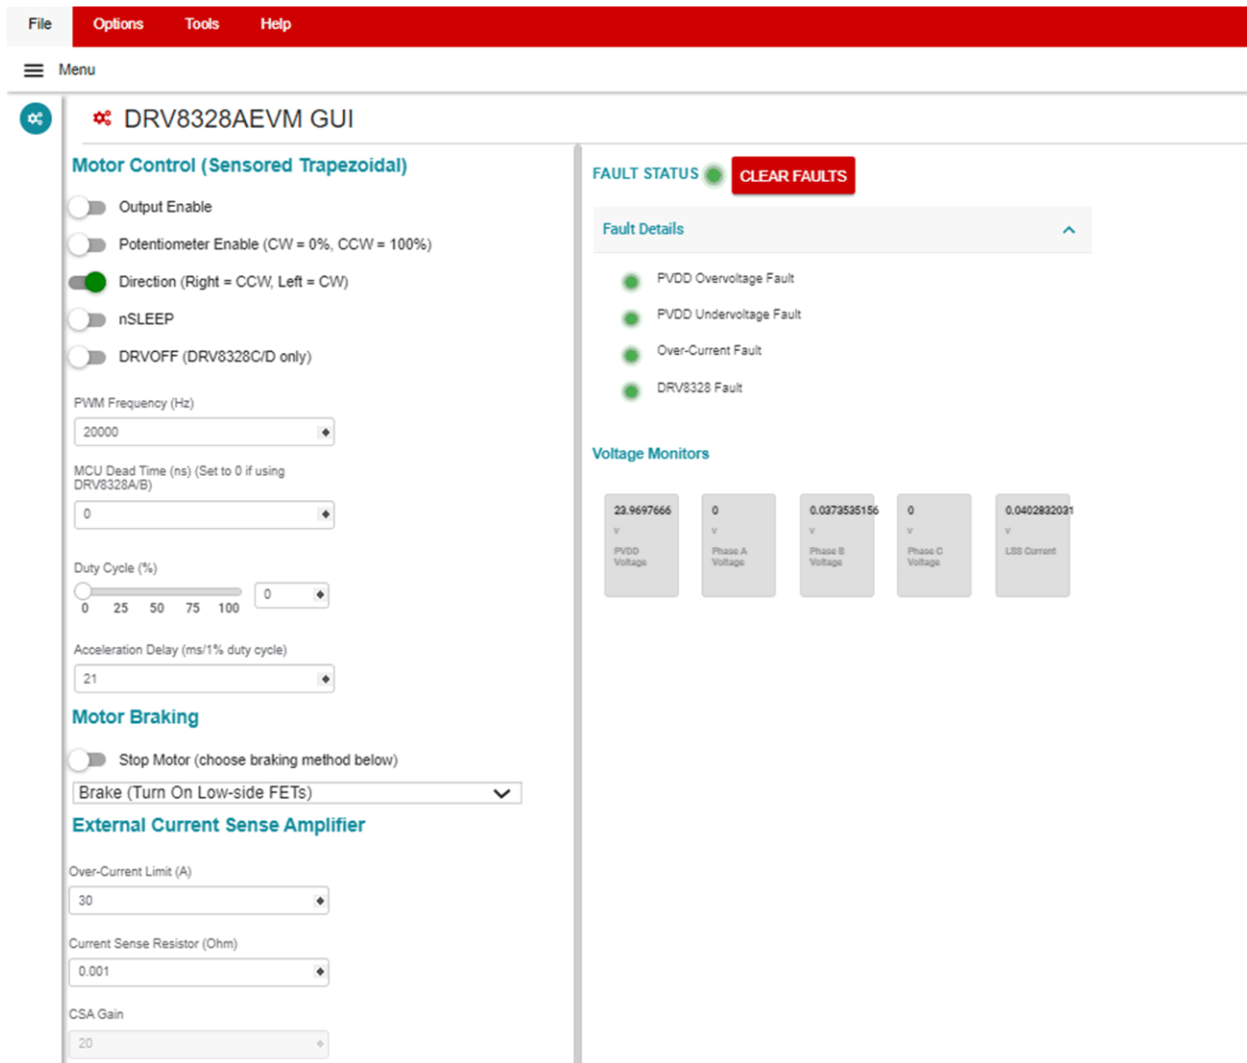 File Options Tools Help
Menu
DRV8328AEVM GUI
Motor Control (Sensored Trapezoidal)
Output Enable
Potentiometer Enable (CW = 0%, CCW = 100%)
Direction (Right = CCW, Left = CW)
nSLEEP
DRVOFF (DRV8328C/D only)
PWM Frequency (Hz)
20000
MCU Dead Time (ns) (Set to 0 if using
DRV8328A/B)
0
Duty Cycle (%)
0
0 25 50 75 100
Acceleration Delay (ms/1% duty cycle)
21
Motor Braking
Stop Motor (choose braking method below)
Brake (Turn On Low-side FETs)
External Current Sense Amplifier
Over-Current Limit (A)
30
Current Sense Resistor (Ohm)
0.001
CSA Gain
20
FAULT STATUS CLEAR FAULTS
Fault Details
PVDD Overvoltage Fault
PVDD Undervoltage Fault
Over-Current Fault
DRV8328 Fault
Voltage Monitors
23.9697666
V
PVDD
Voltage
0
V
Phase A
Voltage
0.0373535156
V
Phase B
Voltage
0
V
Phase C
Voltage
0.0402832031
V
LSS Current